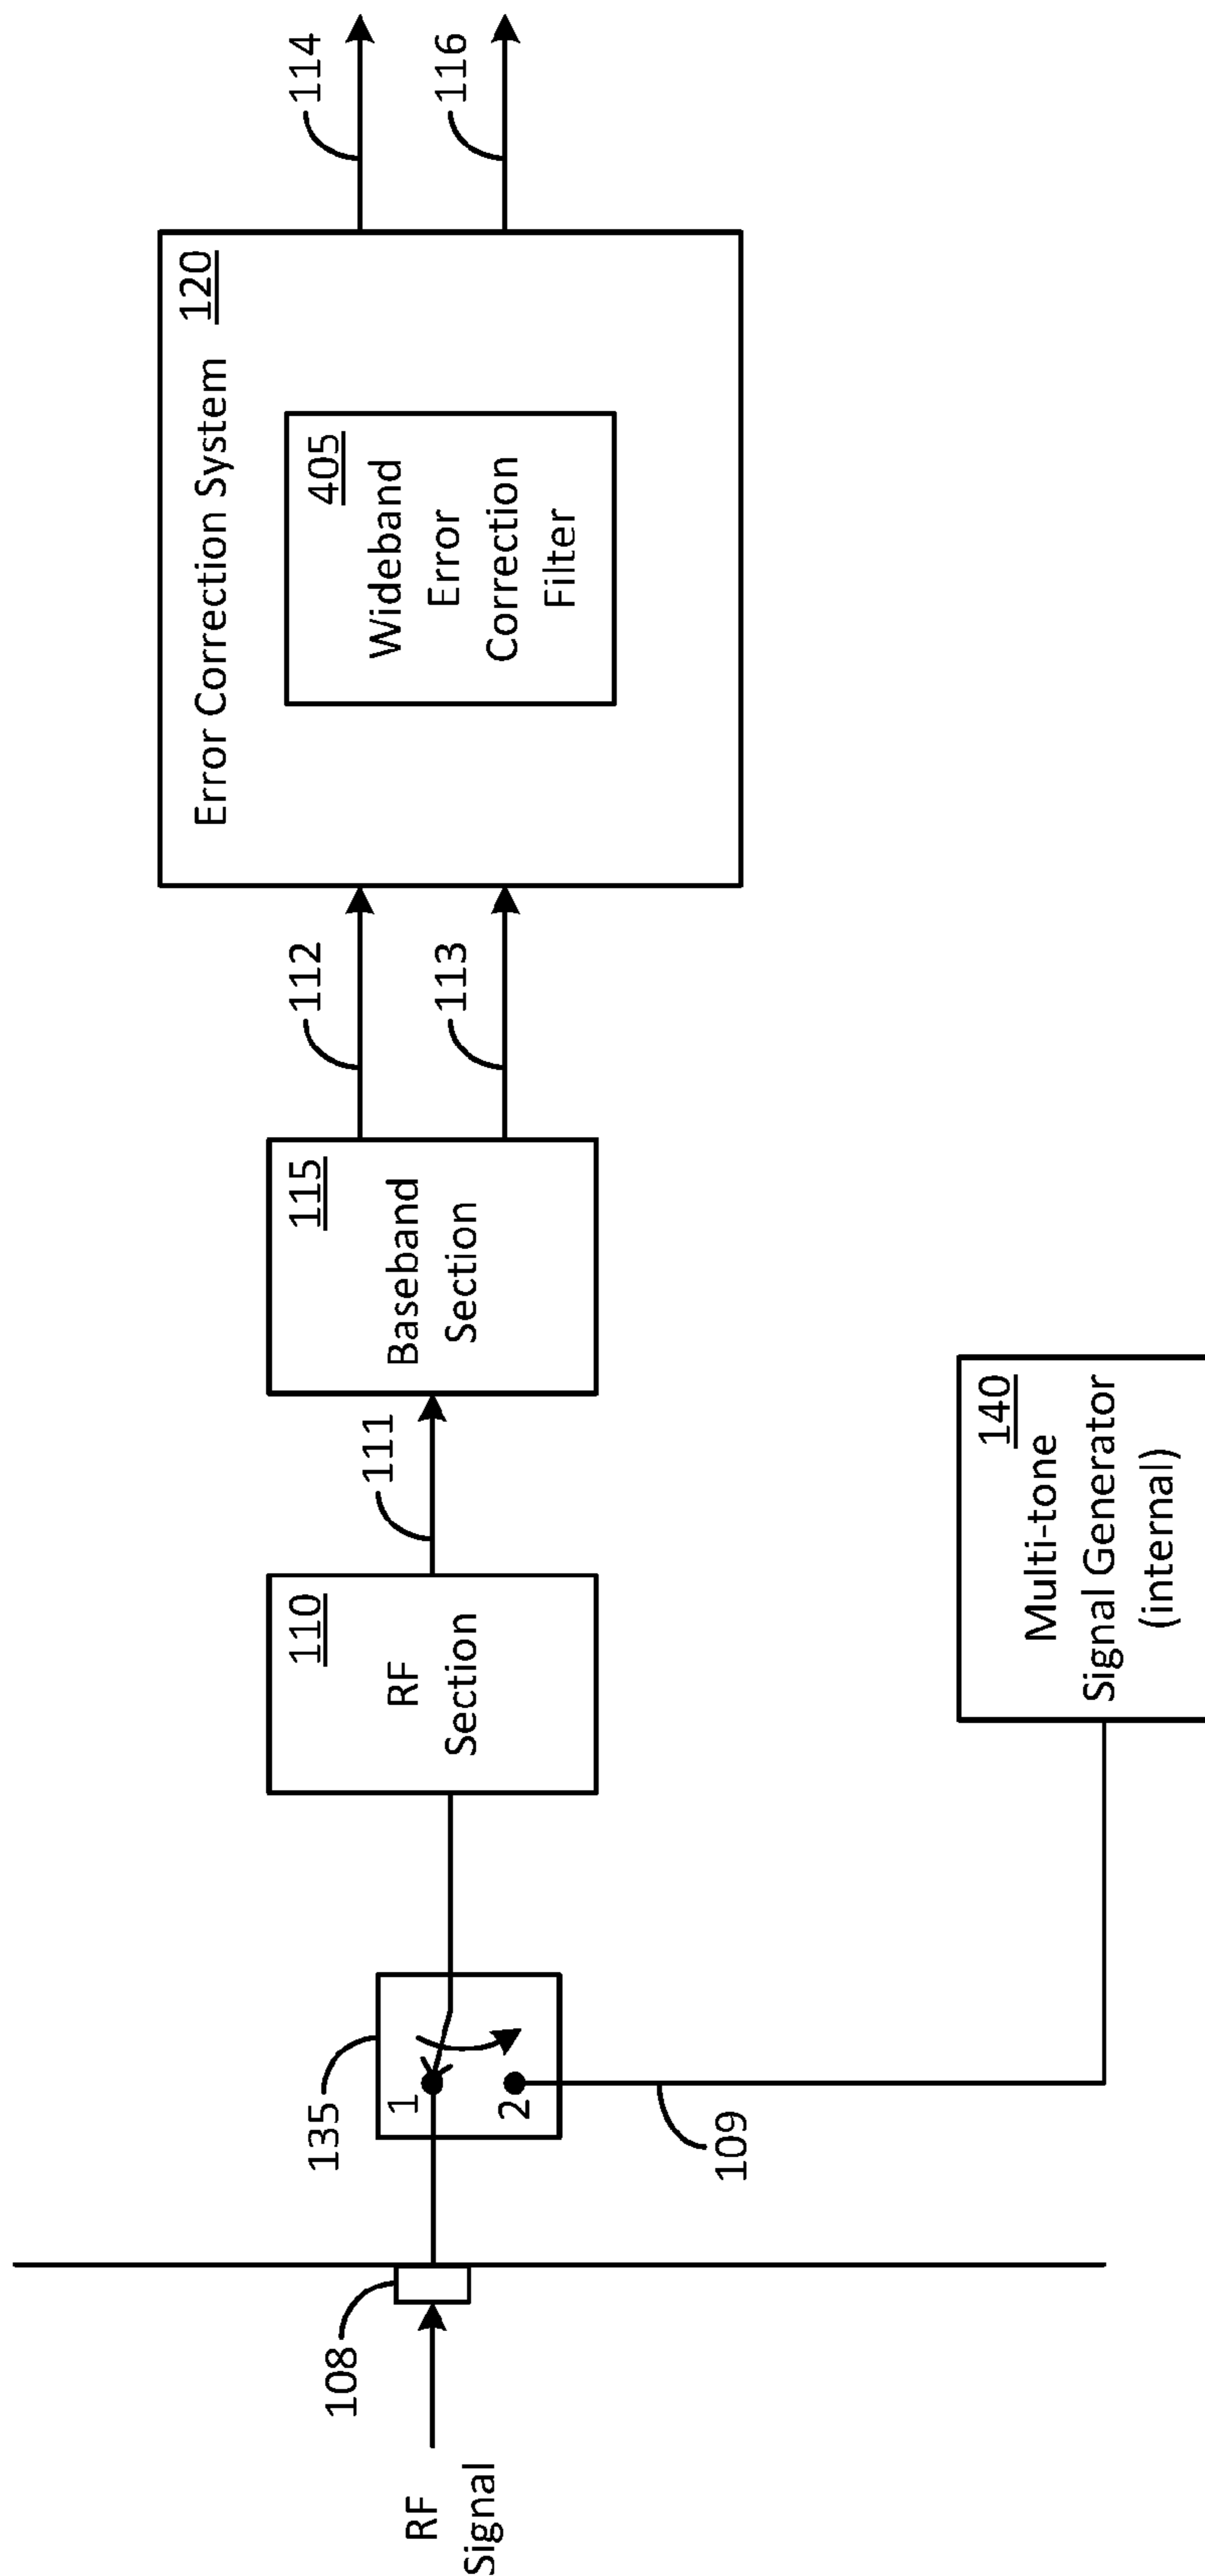 RF
Signal
108
135
1
2
109
110
RF
Section
111
115
Baseband
Section
112
113
Error Correction System 120
405
Wideband
Error
Correction
Filter
114
116
140
Multi-tone
Signal Generator
(internal)